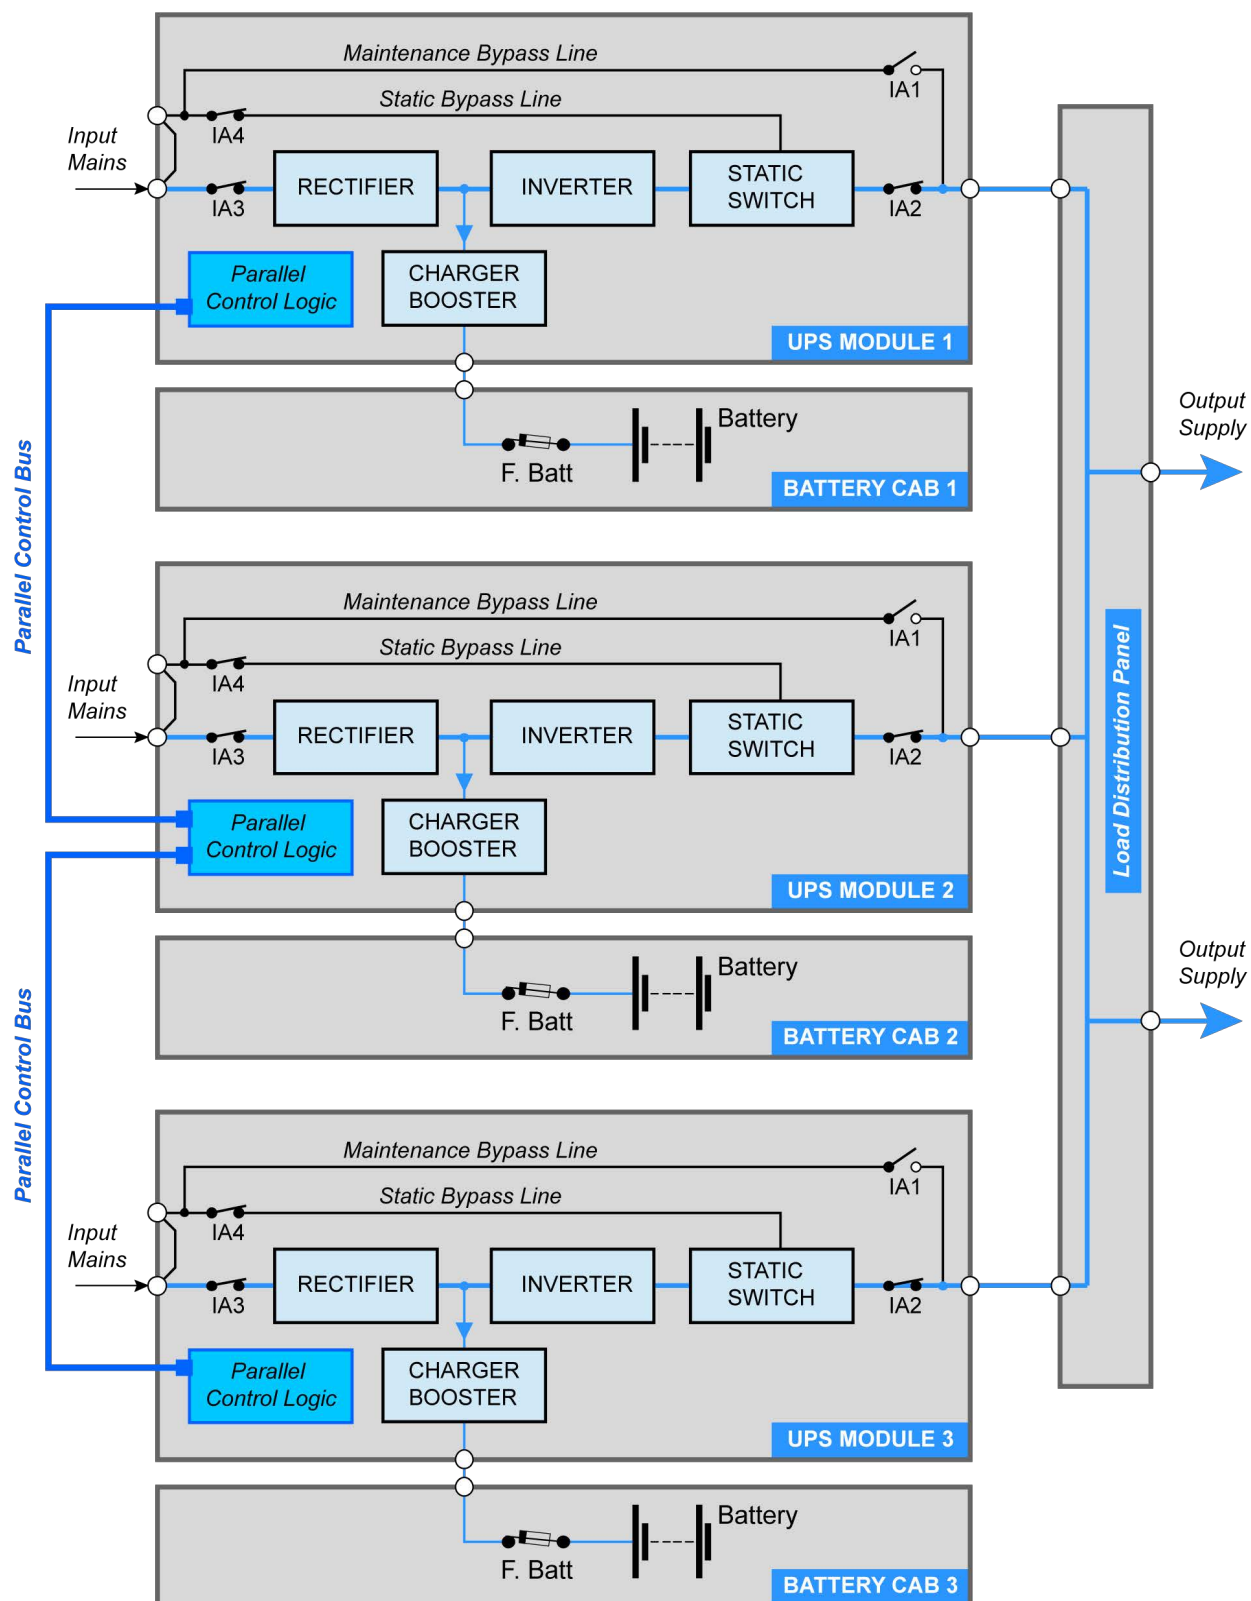 Maintenance Bypass Line
IA1
Static Bypass Line
IA4
Input
Mains
RECTIFIER
INVERTER
STATIC
SWITCH
IA3
IA2
Parallel
Control Logic
CHARGER
BOOSTER
UPS MODULE 1
Battery
F. Batt
BATTERY CAB 1
Output
Supply
Parallel Control Bus
Maintenance Bypass Line
IA1
Static Bypass Line
IA4
Input
Mains
RECTIFIER
INVERTER
STATIC
SWITCH
IA3
IA2
Parallel
Control Logic
CHARGER
BOOSTER
UPS MODULE 2
Load Distribution Panel
Battery
F. Batt
BATTERY CAB 2
Output
Supply
Parallel Control Bus
Maintenance Bypass Line
IA1
Static Bypass Line
IA4
Input
Mains
RECTIFIER
INVERTER
STATIC
SWITCH
IA3
IA2
Parallel
Control Logic
CHARGER
BOOSTER
UPS MODULE 3
Battery
F. Batt
BATTERY CAB 3